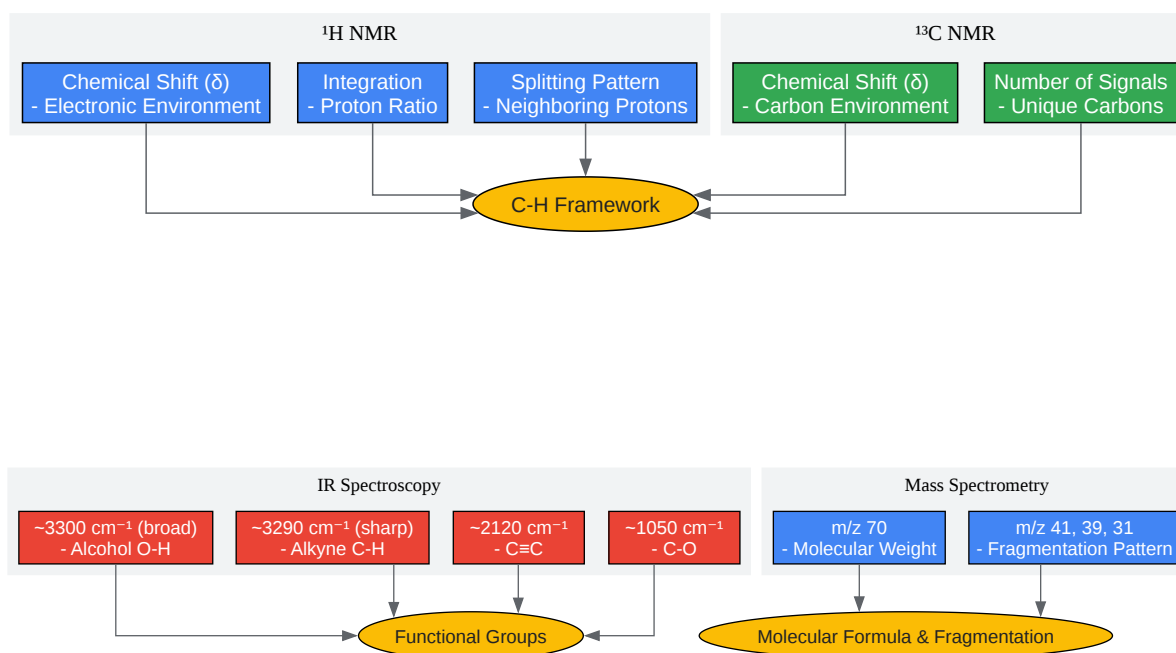 ¹H NMR
¹³C NMR
Chemical Shift (δ)
- Electronic Environment
Integration
- Proton Ratio
Splitting Pattern
- Neighboring Protons
Chemical Shift (δ)
- Carbon Environment
Number of Signals
- Unique Carbons
C-H Framework
IR Spectroscopy
Mass Spectrometry
~3300 cm⁻¹ (broad)
- Alcohol O-H
~3290 cm⁻¹ (sharp)
- Alkyne C-H
~2120 cm⁻¹
- C≡C
~1050 cm⁻¹
- C-O
m/z 70
- Molecular Weight
m/z 41, 39, 31
- Fragmentation Pattern
Functional Groups
Molecular Formula & Fragmentation